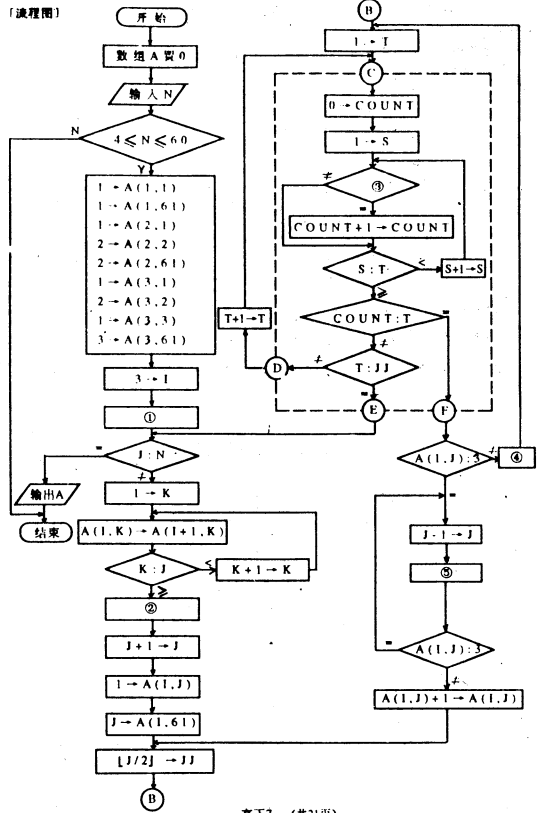 [流程图]
开始
数组A置0
输入N
4≤N≤60
N
Y
1→A(1,1)
1→A(1,61)
1→A(2,1)
2→A(2,2)
2→A(2,61)
1→A(3,1)
2→A(3,2)
1→A(3,3)
3→A(3,61)
3→I
①
J:N
=
≠
输出A
结束
1→K
A(I,K)→A(I+1,K)
K:J
<
K+1→K
≥
②
J+1→J
1→A(I,J)
J→A(I,61)
⌊J/2⌋→JJ
B
B
1→T
C
0→COUNT
1→S
③
≠
=
COUNT+1→COUNT
S:T
<
S+1→S
≥
COUNT:T
=
≠
T+1→T
T:JJ
≠
=
D
E
F
A(I,J):3
≠
④
=
J-1→J
⑤
A(I,J):3
=
≠
A(I,J)+1→A(I,J)